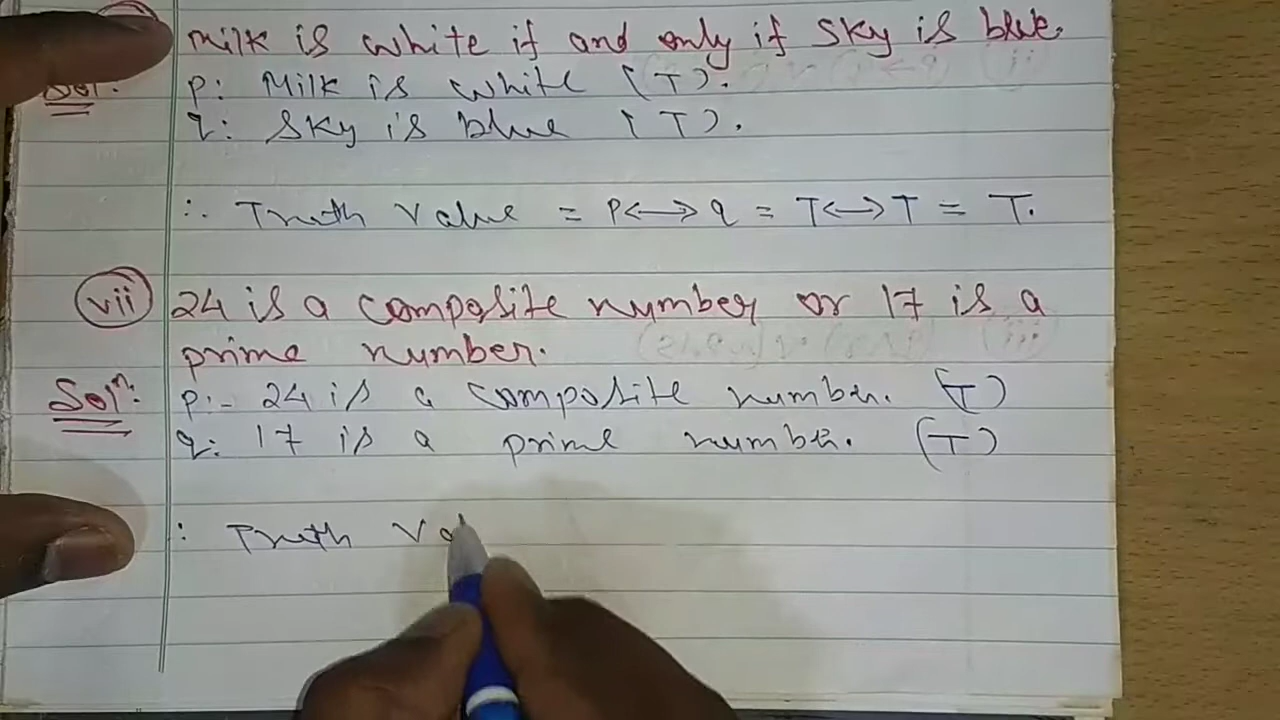 Milk is white if and only if sky is blue.
Sol:
p: Milk is white (T).
q: Sky is blue (T).
∴ Truth Value = p↔q = T↔T = T.
(vii) 24 is a composite number or 17 is a
prime number.
Solⁿ: p:- 24 is a composite number. (T)
q: 17 is a prime number. (T)
: Truth Va